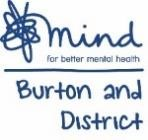 mind
for better mental health
Burton and
District